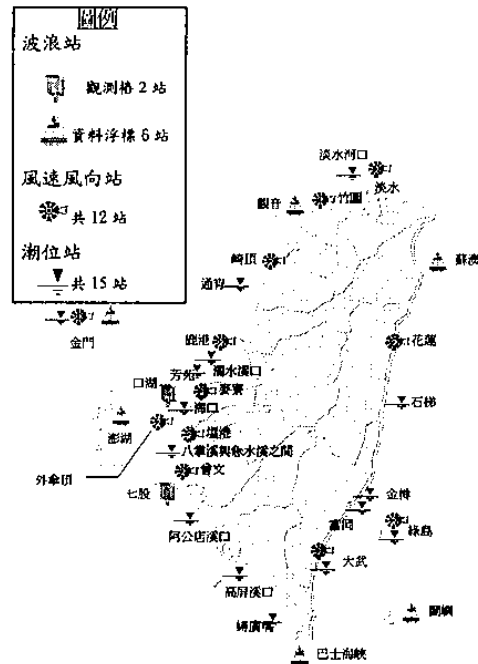 圖例
波浪站
觀測樁 2 站
資料浮標 6 站
風速風向站
共 12 站
潮位站
共 15 站
淡水河口
淡水
竹圍
觀音
崎頂
蘇澳
通宵
金門
鹿港
花蓮
芳苑
濁水溪口
口湖
麥寮
海口
石梯
澎湖
塭港
八掌溪與急水溪之間
外傘頂
曾文
七股
金樽
富岡
綠島
阿公店溪口
大武
高屏溪口
蘭嶼
巴士海峽